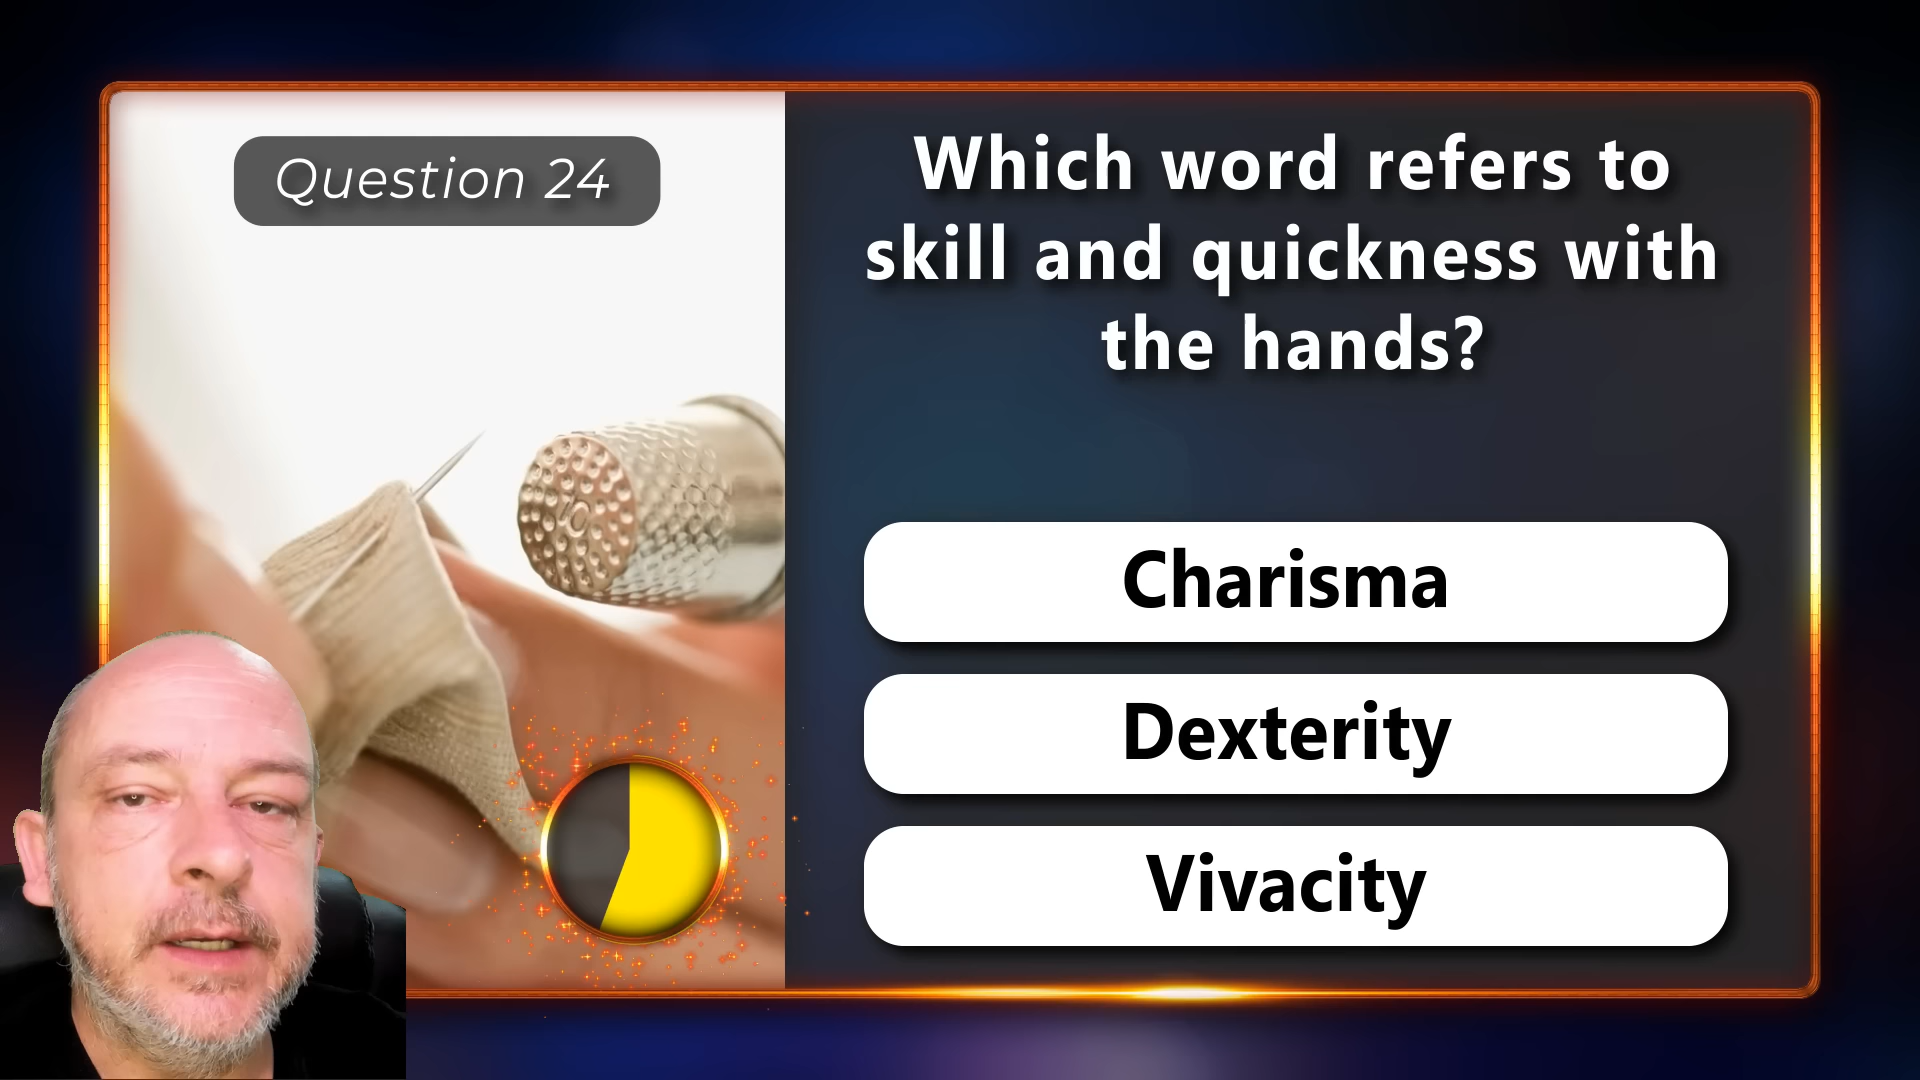 Question 24
Which word refers to
skill and quickness with
the hands?
Charisma
Dexterity
Vivacity